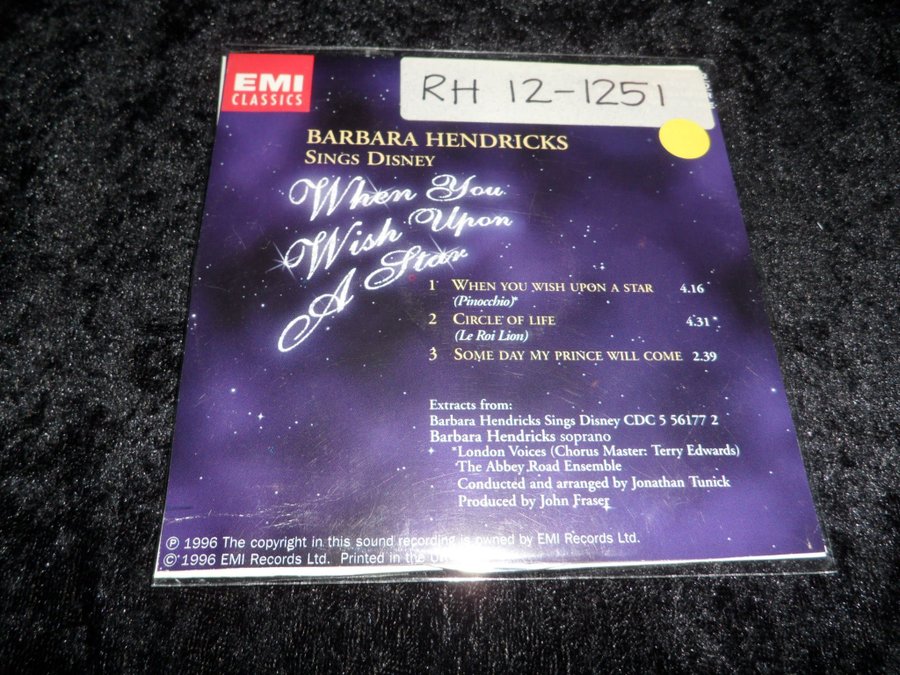 EMI
CLASSICS
RH 12-1251
BARBARA HENDRICKS
SINGS DISNEY
When You
Wish Upon
A Star
1 WHEN YOU WISH UPON A STAR 4.16
(Pinocchio)*
2 CIRCLE OF LIFE 4.31
(Le Roi Lion)
3 SOME DAY MY PRINCE WILL COME 2.39
Extracts from:
Barbara Hendricks Sings Disney CDC 5 56177 2
Barbara Hendricks soprano
*London Voices (Chorus Master: Terry Edwards)
The Abbey Road Ensemble
Conducted and arranged by Jonathan Tunick
Produced by John Fraser
℗ 1996 The copyright in this sound recording is owned by EMI Records Ltd.
© 1996 EMI Records Ltd. Printed in the